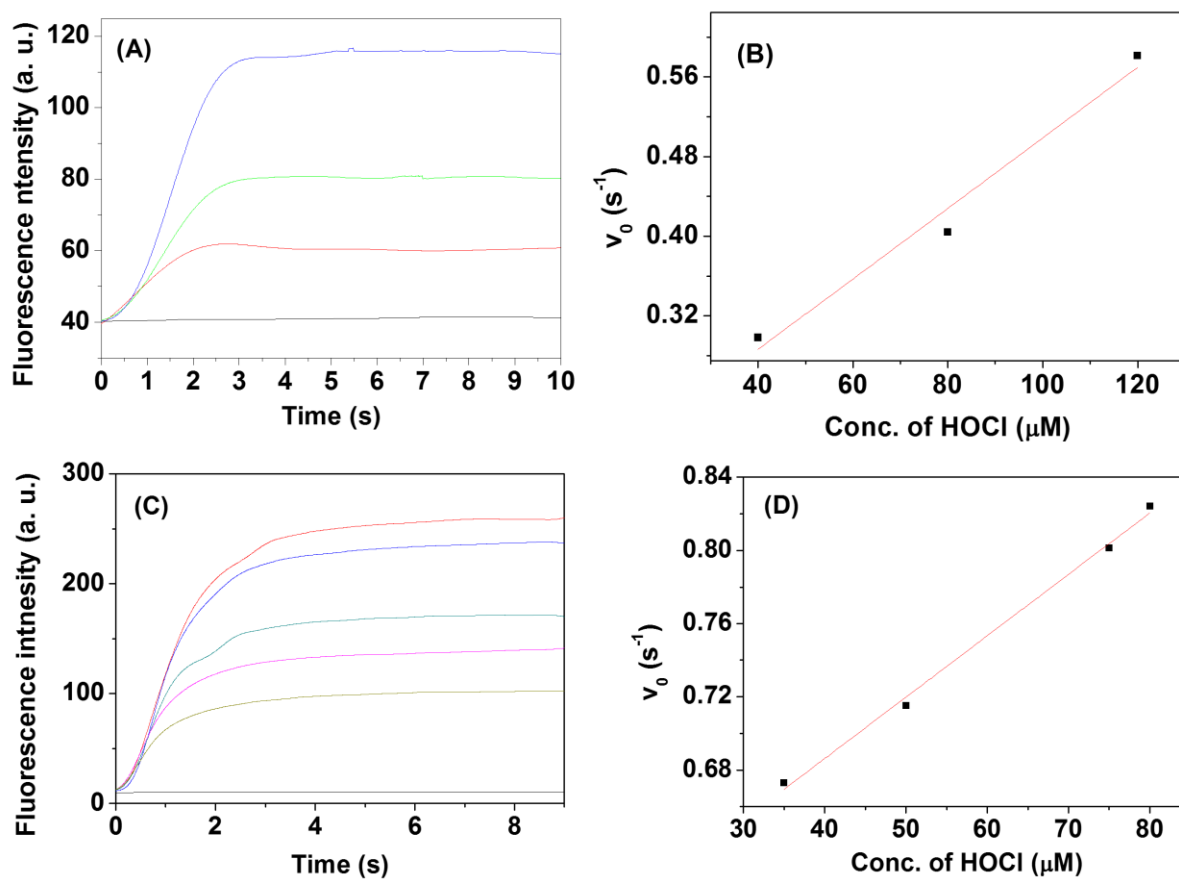 (A)
Fluorescence ntensity (a. u.)
120
100
80
60
40
0 1 2 3 4 5 6 7 8 9 10
Time (s)
(B)
v₀ (s⁻¹)
0.56
0.48
0.40
0.32
40 60 80 100 120
Conc. of HOCl (μM)
(C)
Fluorescence intnesity (a. u.)
300
200
100
0
0 2 4 6 8
Time (s)
(D)
v₀ (s⁻¹)
0.84
0.80
0.76
0.72
0.68
30 40 50 60 70 80
Conc. of HOCl (μM)